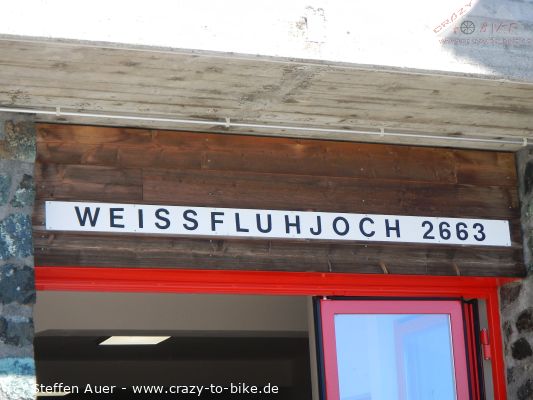 WEISSFLUHJOCH 2663
Steffen Auer - www.crazy-to-bike.de